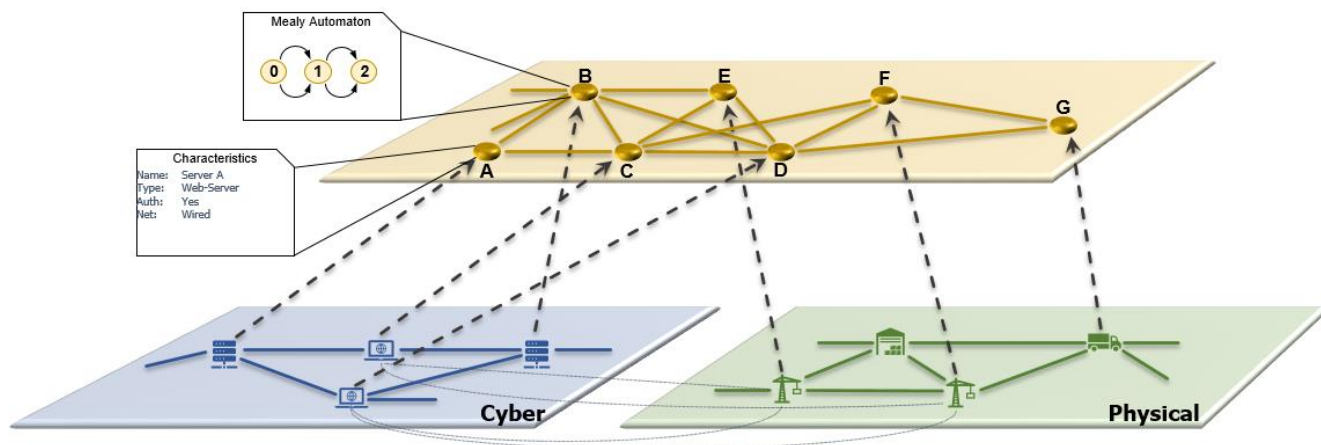 Mealy Automaton
0 1 2
B E F
G
A C D
Characteristics
Name: Server A
Type: Web-Server
Auth: Yes
Net: Wired
Cyber
Physical